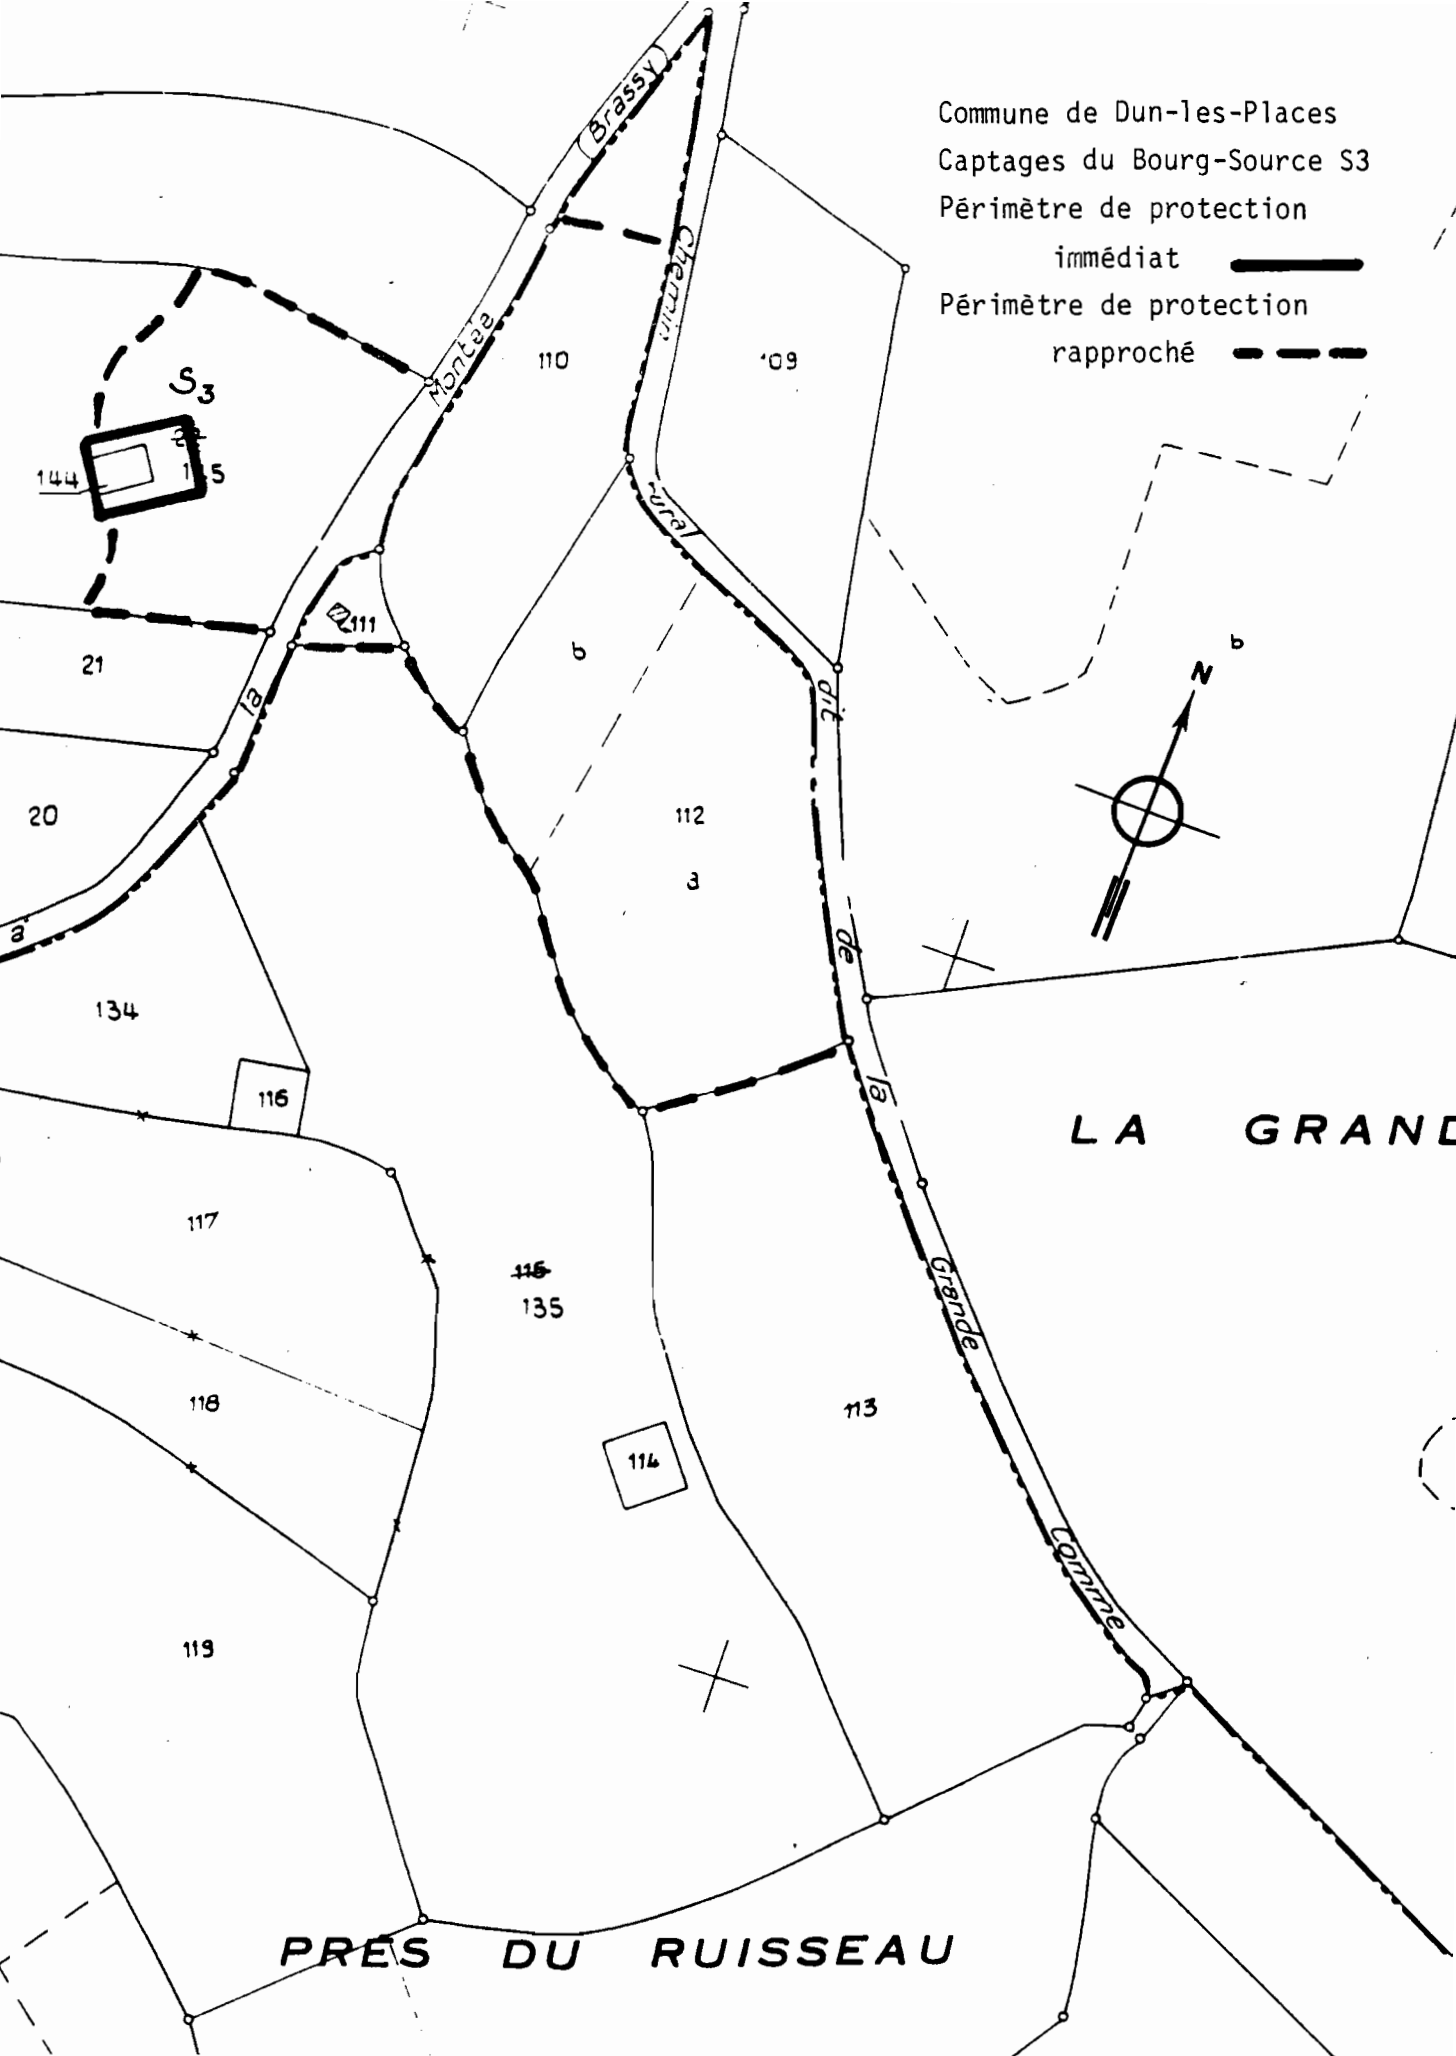 Commune de Dun-les-Places
Captages du Bourg-Source S3
Périmètre de protection
immédiat
Périmètre de protection
rapproché
(Brassy)
Montée
la
à
Chemin
rural
dit
de
la
Grande
Comme
110
109
S3
144
111
21
b
b
N
20
112
a
134
116
LA GRAND
117
115
135
118
113
114
119
PRES DU RUISSEAU